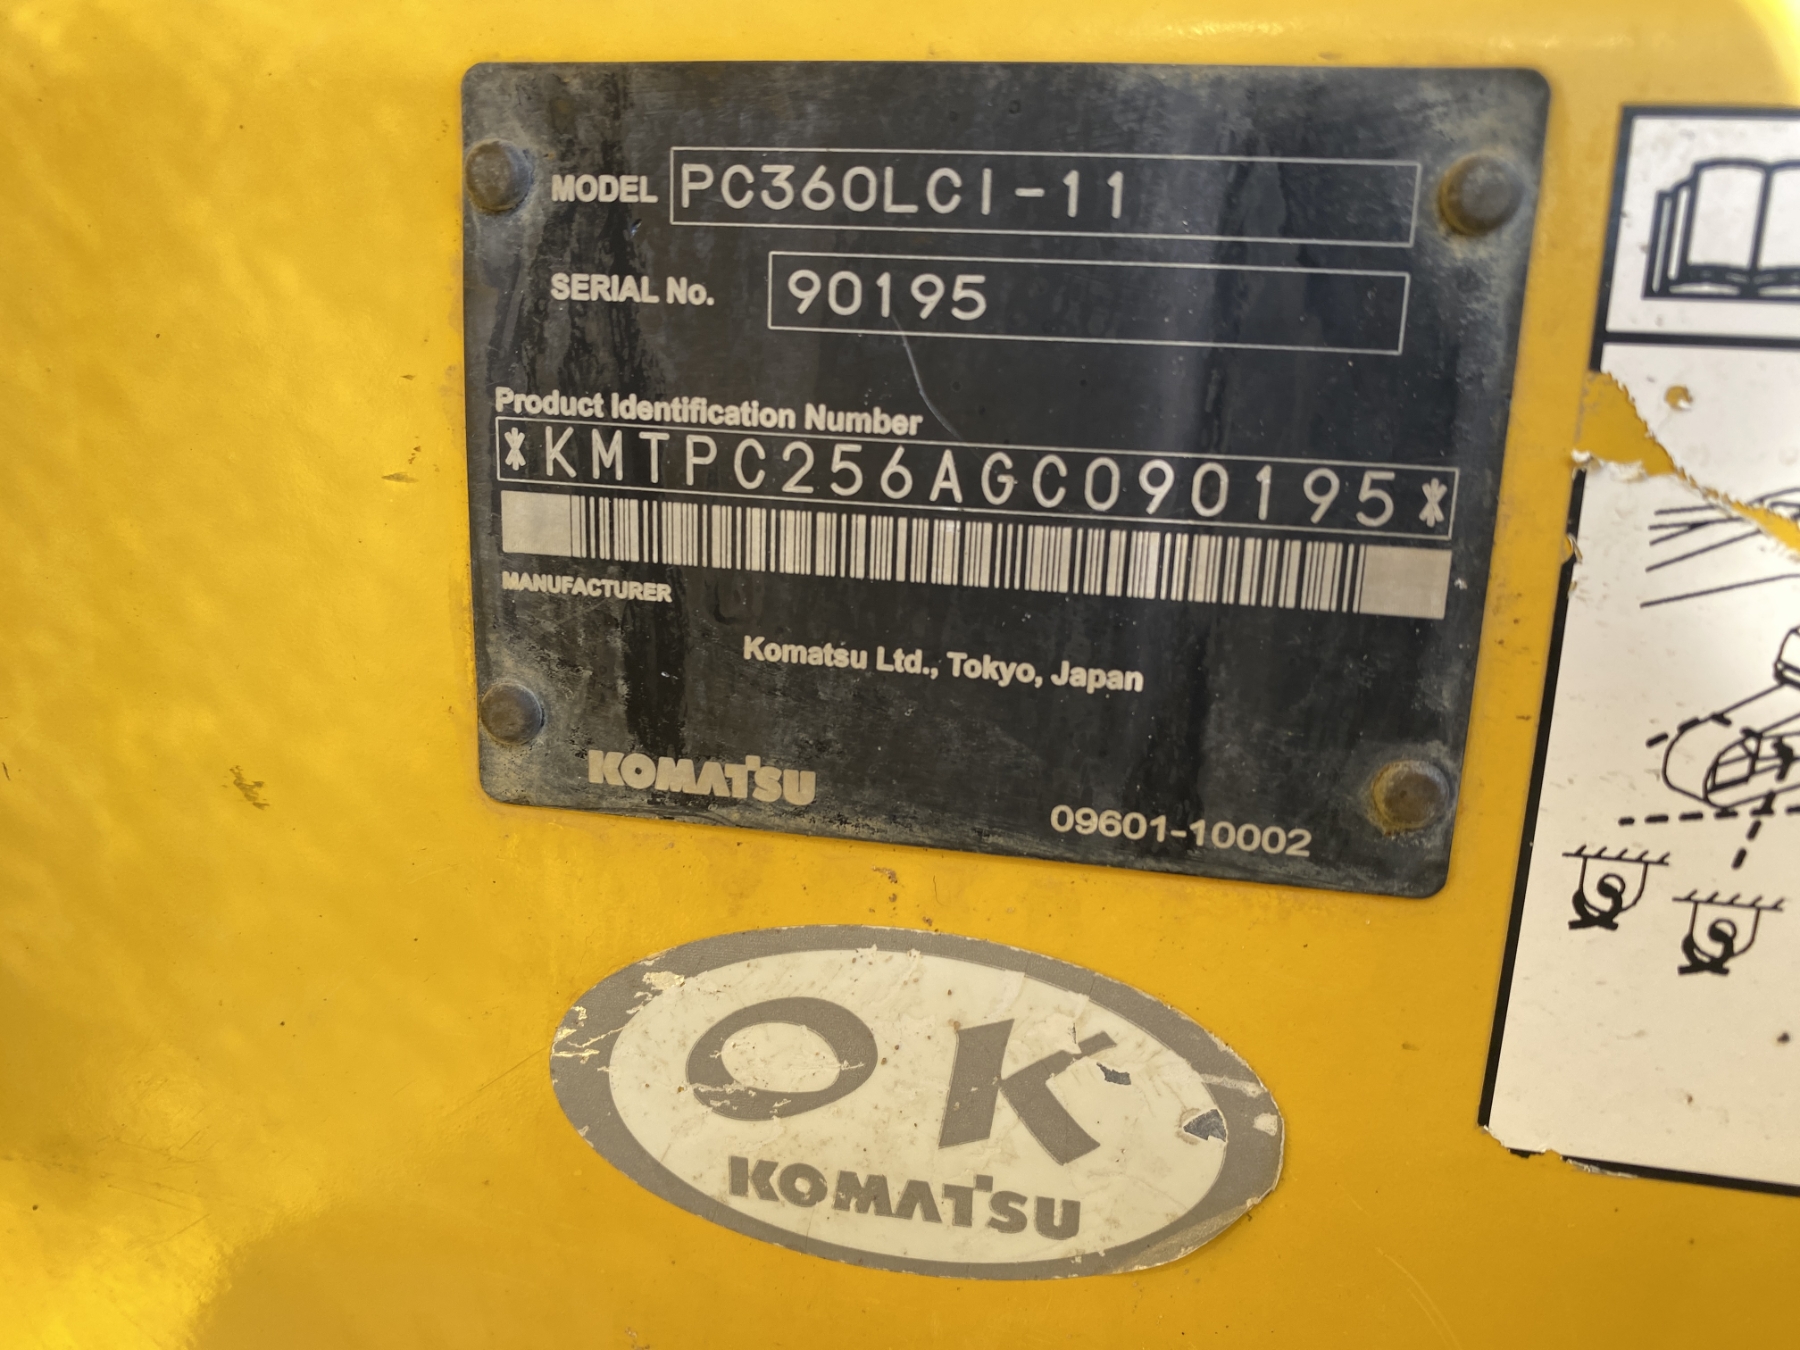 MODEL PC360LCI-11
SERIAL No. 90195
Product Identification Number
*KMTPC256AGC090195*
MANUFACTURER
Komatsu Ltd., Tokyo, Japan
KOMATSU
09601-10002
OK
KOMATSU